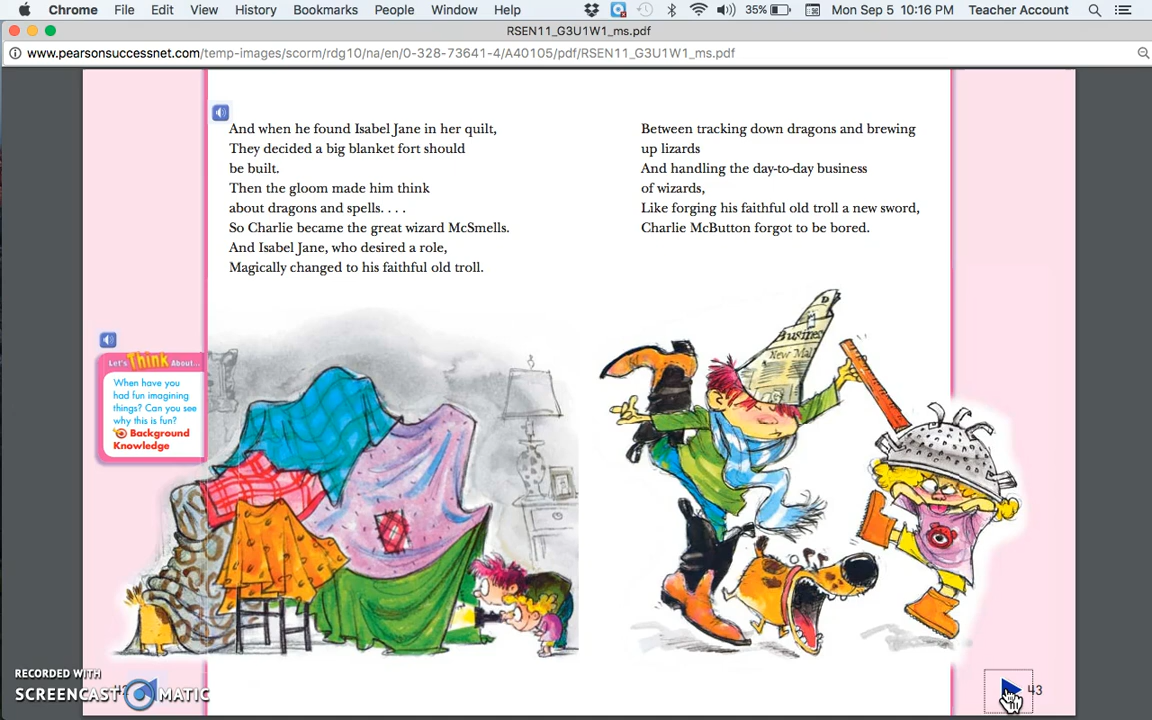 Chrome File Edit View History Bookmarks People Window Help 35% Mon Sep 5 10:16 PM Teacher Account
RSEN11_G3U1W1_ms.pdf
www.pearsonsuccessnet.com/temp-images/scorm/rdg10/na/en/0-328-73641-4/A40105/pdf/RSEN11_G3U1W1_ms.pdf
And when he found Isabel Jane in her quilt,
They decided a big blanket fort should
be built.
Then the gloom made him think
about dragons and spells. . . .
So Charlie became the great wizard McSmells.
And Isabel Jane, who desired a role,
Magically changed to his faithful old troll.
Between tracking down dragons and brewing
up lizards
And handling the day-to-day business
of wizards,
Like forging his faithful old troll a new sword,
Charlie McButton forgot to be bored.
Let's Think About...
When have you
had fun imagining
things? Can you see
why this is fun?
Background
Knowledge
Busines
New Mal
RECORDED WITH
SCREENCAST MATIC
43